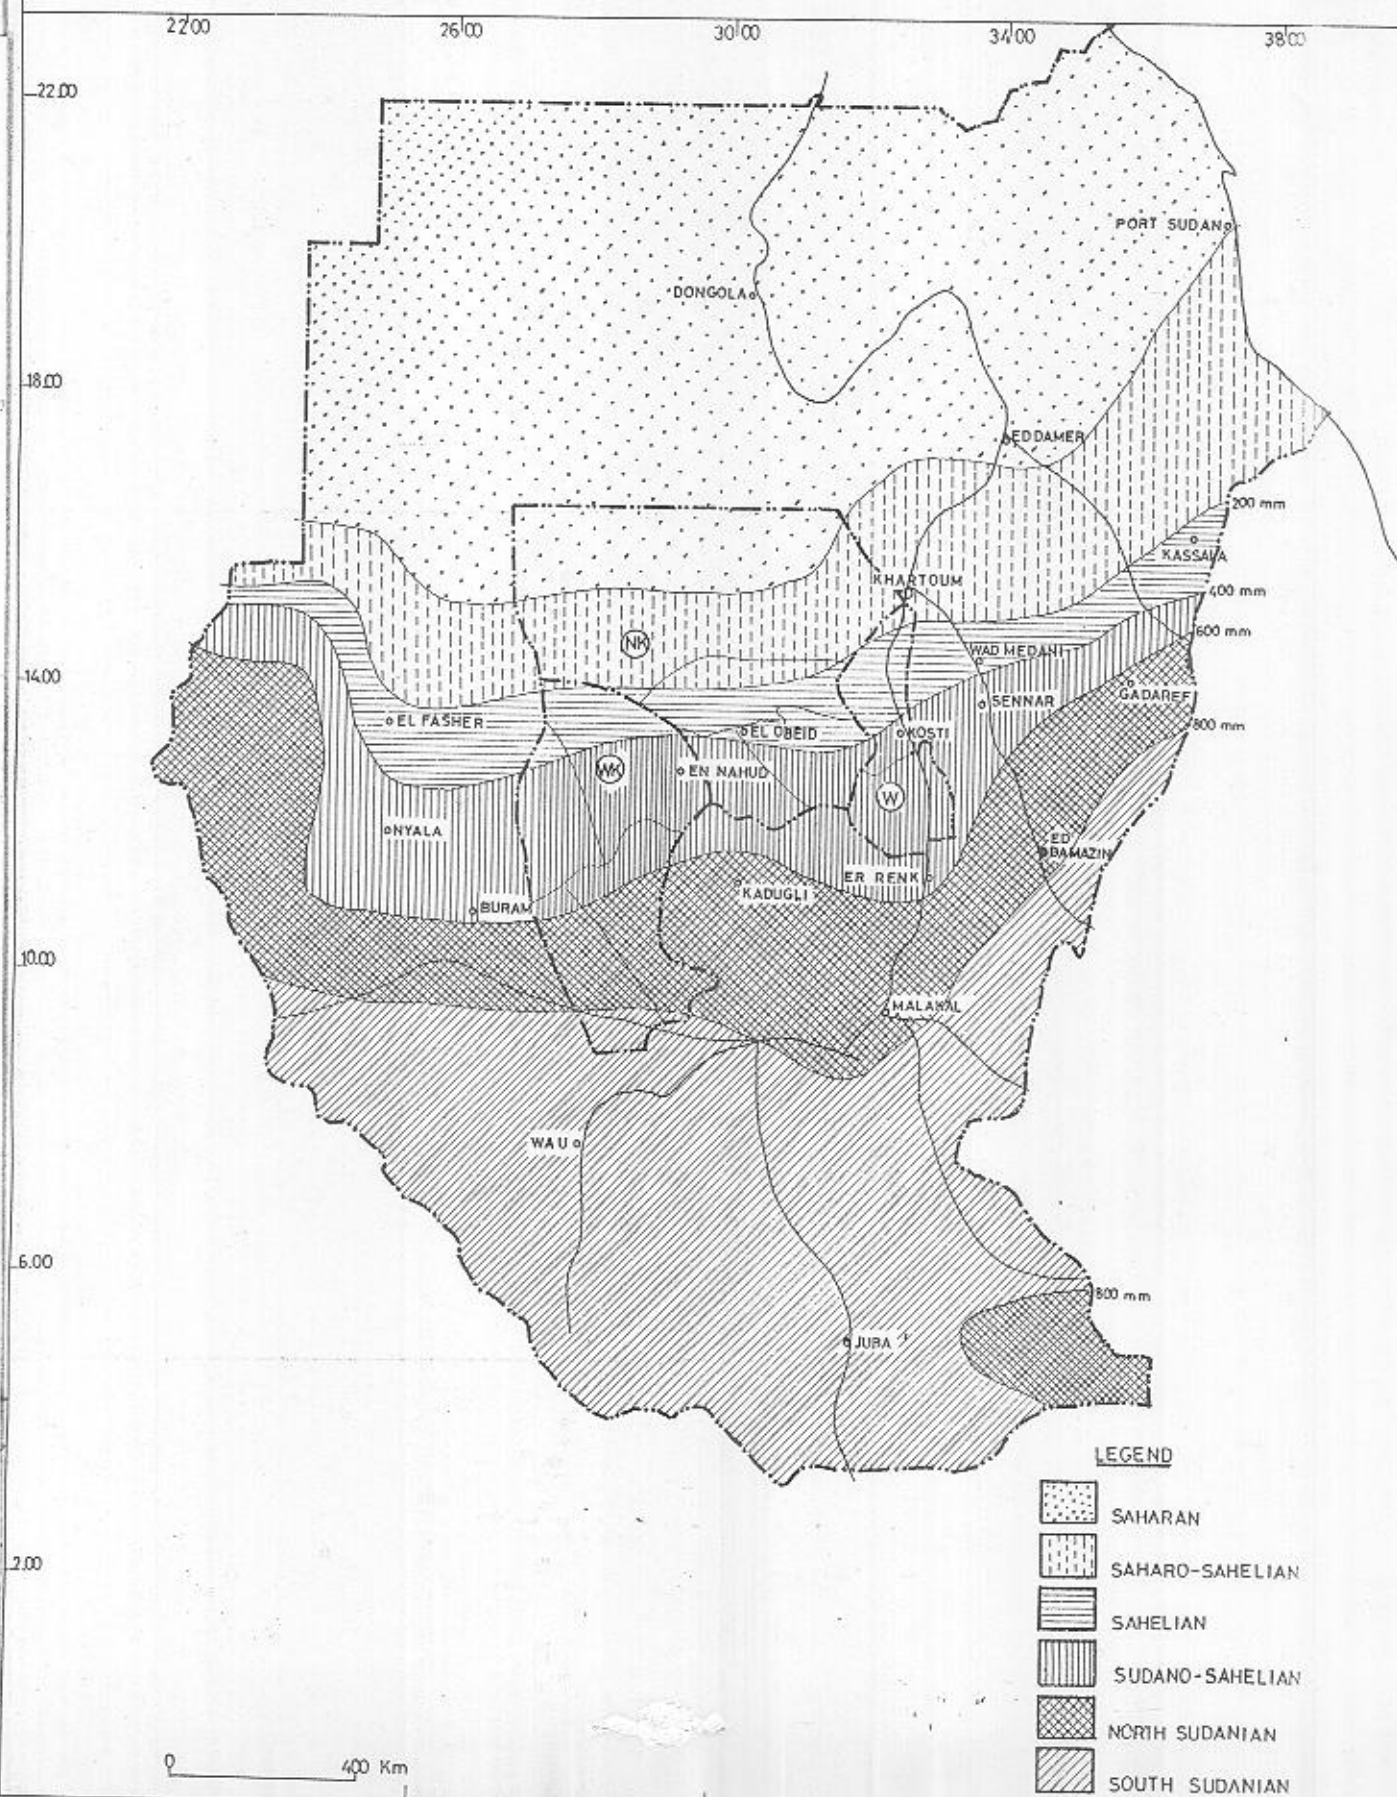 22°00 26°00 30°00 34°00 38°00
22.00
PORT SUDAN
DONGOLA
18.00
EDDAMER
200 mm
KASSALA
KHARTOUM
400 mm
600 mm
NK
WAD MEDANI
14.00
GADAREF
SENNAR
EL FASHER
800 mm
EL OBEID
KOSTI
WK
EN NAHUD
W
NYALA
ED
DAMAZIN
ER RENK
KADUGLI
BURAM
10.00
MALAKAL
WAU
6.00
800 mm
JUBA
LEGEND
SAHARAN
2.00
SAHARO-SAHELIAN
SAHELIAN
SUDANO-SAHELIAN
NORTH SUDANIAN
0 400 Km
SOUTH SUDANIAN